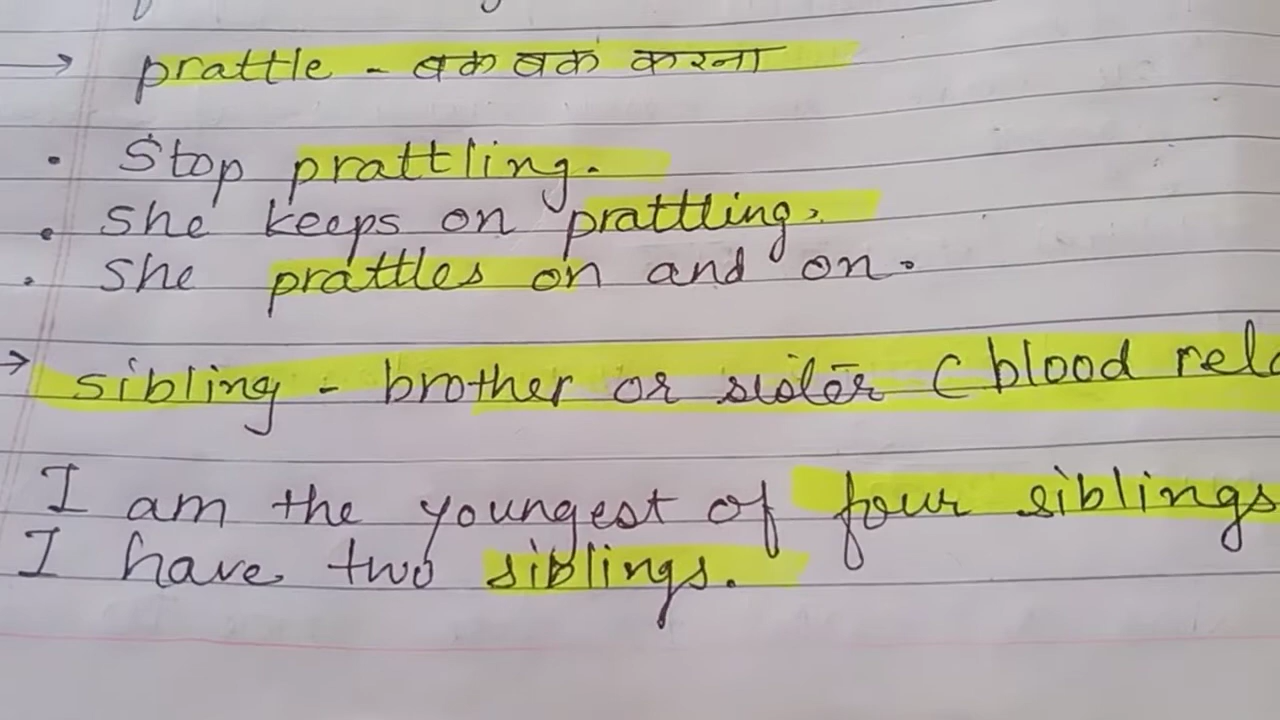 → prattle - बक बक करना
• Stop prattling.
• She keeps on prattling.
• She prattles on and on.
→ sibling - brother or sister ( blood rela
I am the youngest of four siblings
I have two siblings.